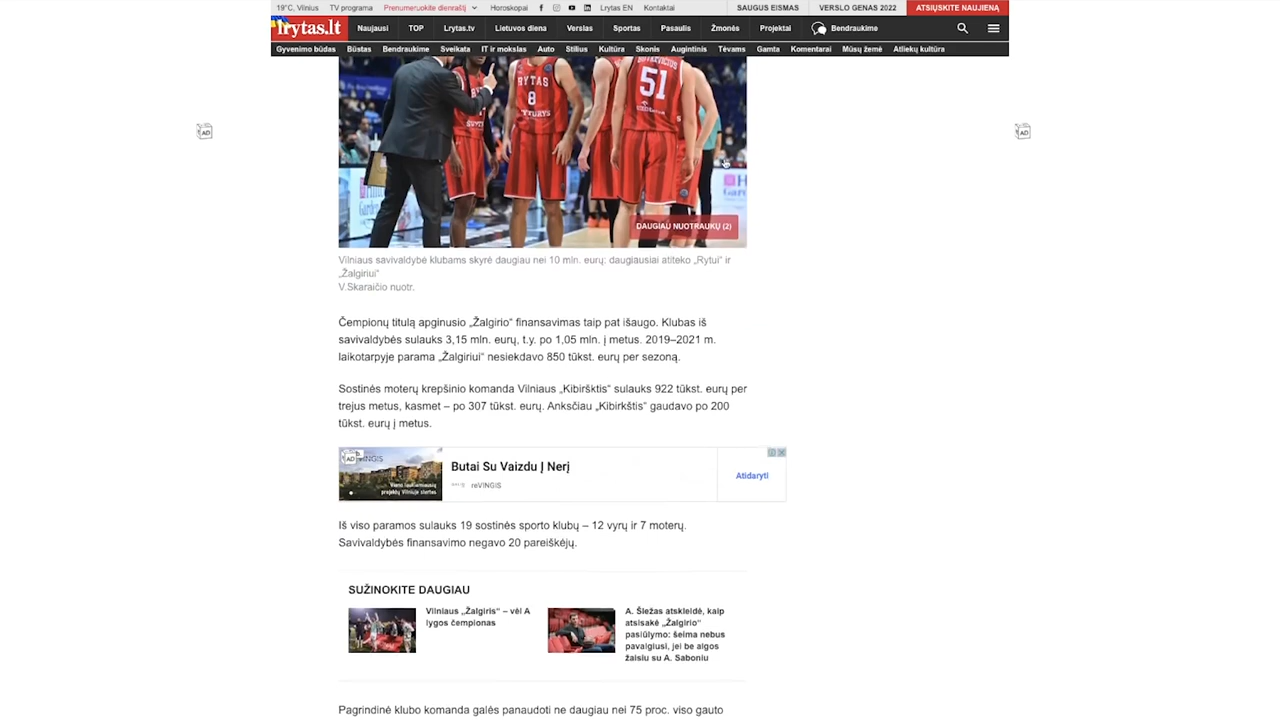 19°C, Vilnius TV programa Prenumeruokite dienraštį Horoskopai Lrytas EN Kontaktai SAUGUS EISMAS VERSLO GENAS 2022 ATSIŲSKITE NAUJIENĄ
lrytas.lt Naujausi TOP Lrytas.tv Lietuvos diena Verslas Sportas Pasaulis Žmonės Projektai Bendraukime
Gyvenimo būdas Būstas Bendraukime Sveikata IT ir mokslas Auto Stilius Kultūra Skonis Augintinis Tėvams Gamta Komentarai Mūsų žemė Atliekų kultūra
RYTAS
8
51
DAUGIAU NUOTRAUKŲ (2)
AD
AD
Vilniaus savivaldybė klubams skyrė daugiau nei 10 mln. eurų: daugiausiai atiteko „Rytui“ ir
„Žalgiriui“
V.Skaraičio nuotr.
Čempionų titulą apginusio „Žalgirio“ finansavimas taip pat išaugo. Klubas iš
savivaldybės sulauks 3,15 mln. eurų, t.y. po 1,05 mln. į metus. 2019–2021 m.
laikotarpyje parama „Žalgiriui“ nesiekdavo 850 tūkst. eurų per sezoną.
Sostinės moterų krepšinio komanda Vilniaus „Kibiršktis“ sulauks 922 tūkst. eurų per
trejus metus, kasmet – po 307 tūkst. eurų. Anksčiau „Kibirkštis“ gaudavo po 200
tūkst. eurų į metus.
AD
Butai Su Vaizdu Į Nerį
reVINGIS
Atidaryti
Iš viso paramos sulauks 19 sostinės sporto klubų – 12 vyrų ir 7 moterų.
Savivaldybės finansavimo negavo 20 pareiškėjų.
SUŽINOKITE DAUGIAU
Vilniaus „Žalgiris“ – vėl A
lygos čempionas
A. Šležas atskleidė, kaip
atsisakė „Žalgirio“
pasiūlymo: šeima nebus
pavalgiusi, jei be algos
žaisiu su A. Saboniu
Pagrindinė klubo komanda galės panaudoti ne daugiau nei 75 proc. viso gauto